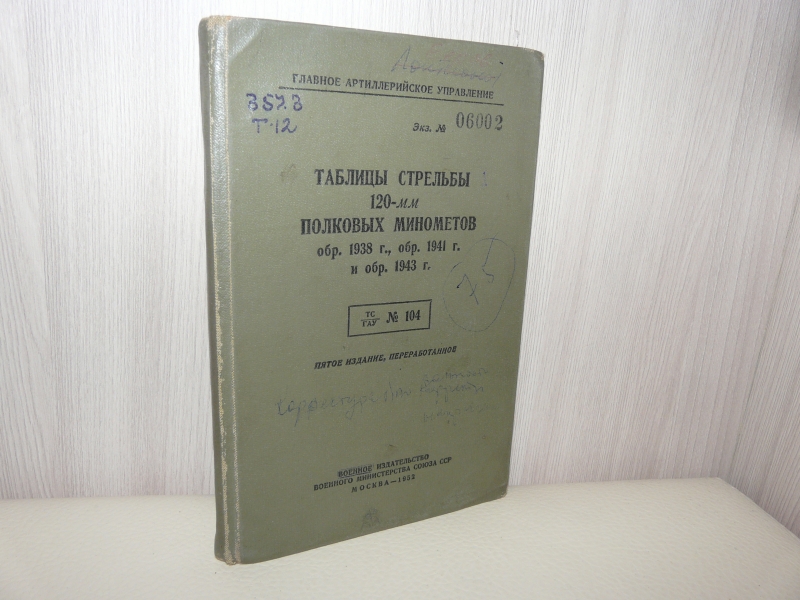 ГЛАВНОЕ АРТИЛЛЕРИЙСКОЕ УПРАВЛЕНИЕ
В57.В
Т-12
Экз. № 06002
ТАБЛИЦЫ СТРЕЛЬБЫ
120-мм
ПОЛКОВЫХ МИНОМЕТОВ
обр. 1938 г., обр. 1941 г.
и обр. 1943 г.
ТС/ГАУ № 104
ПЯТОЕ ИЗДАНИЕ, ПЕРЕРАБОТАННОЕ
ВОЕННОЕ ИЗДАТЕЛЬСТВО
ВОЕННОГО МИНИСТЕРСТВА СОЮЗА ССР
МОСКВА — 1952